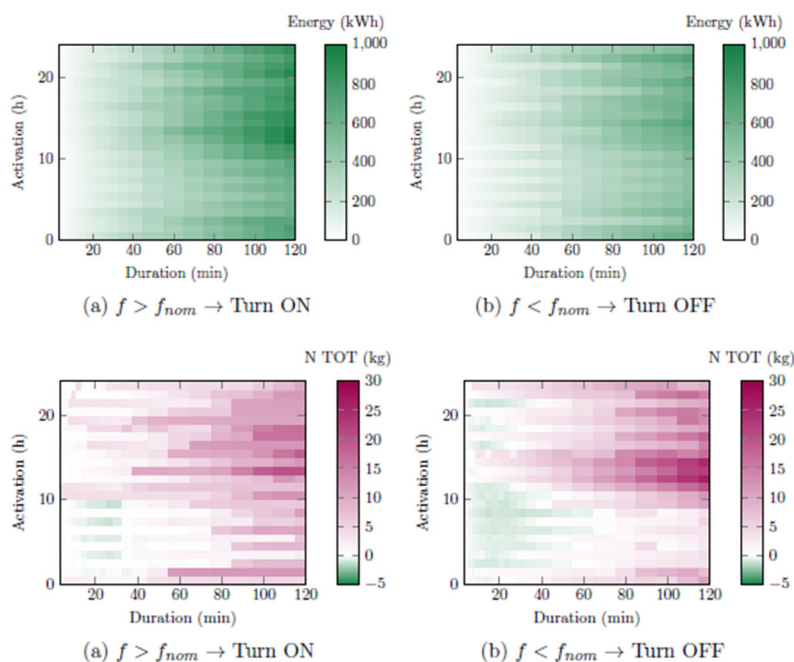 Energy (kWh)
1,000
800
600
400
200
0
20
10
0
Activation (h)
20 40 60 80 100 120
Duration (min)
(a) f > f_nom → Turn ON
Energy (kWh)
1,000
800
600
400
200
0
20
10
0
Activation (h)
20 40 60 80 100 120
Duration (min)
(b) f < f_nom → Turn OFF
N TOT (kg)
30
25
20
15
10
5
0
−5
20
10
0
Activation (h)
20 40 60 80 100 120
Duration (min)
(a) f > f_nom → Turn ON
N TOT (kg)
30
25
20
15
10
5
0
−5
20
10
0
Activation (h)
20 40 60 80 100 120
Duration (min)
(b) f < f_nom → Turn OFF